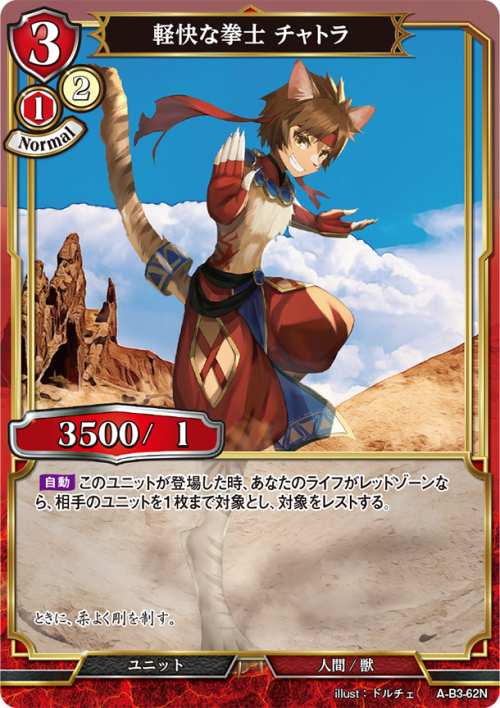 3
軽快な拳士 チャトラ
2
1
Normal
3500/ 1
自動 このユニットが登場した時、あなたのライフがレッドゾーンな
ら、相手のユニットを1枚まで対象とし、対象をレストする。
ときに、柔よく剛を制す。
ユニット
人間/獣
illust:ドルチェ A-B3-62N